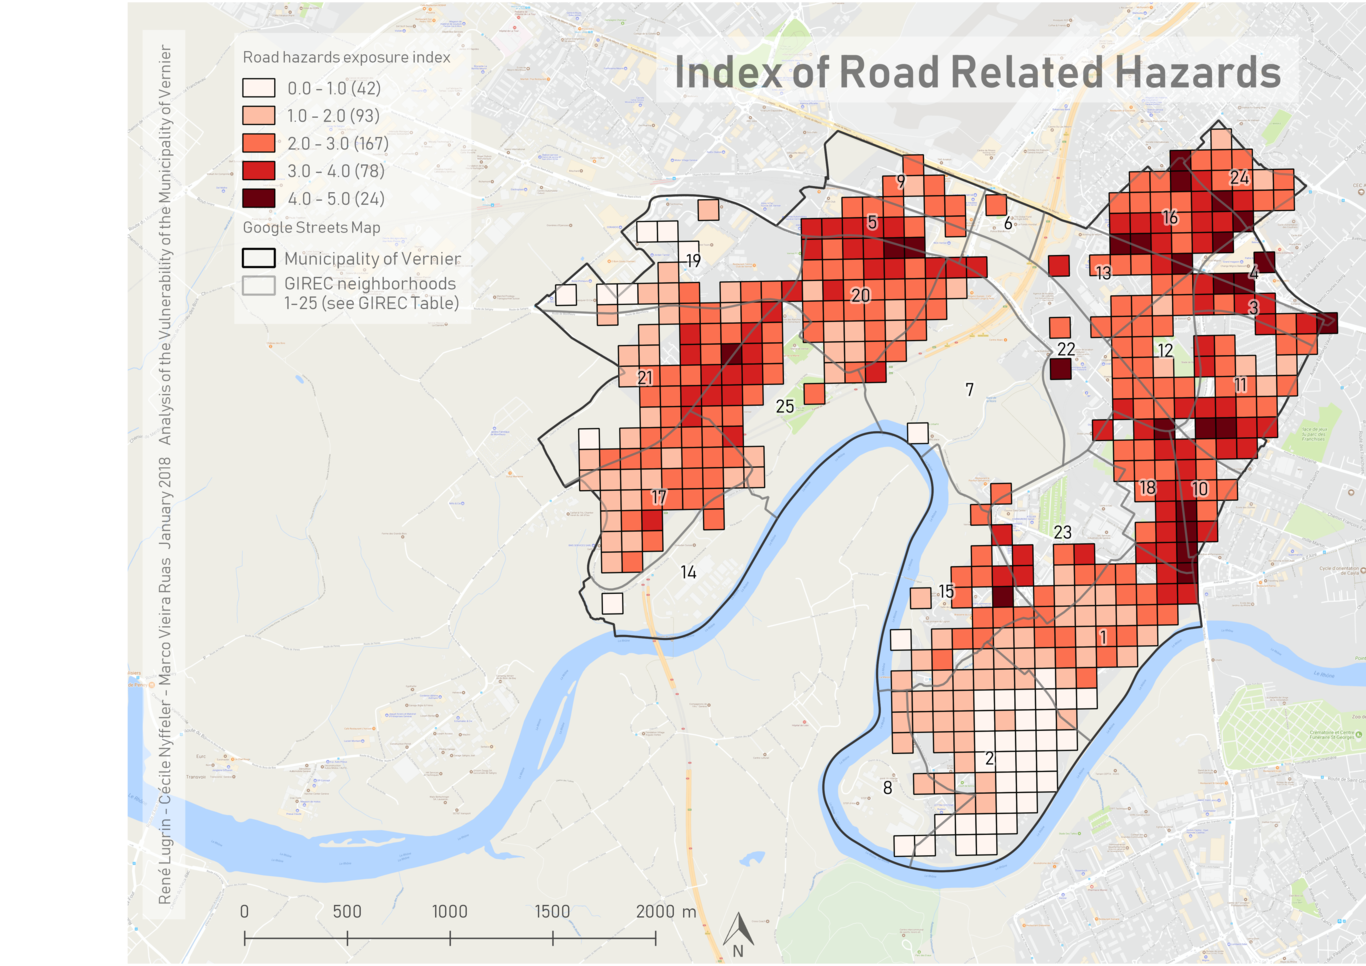 Index of Road Related Hazards
Road hazards exposure index
0.0 - 1.0 (42)
1.0 - 2.0 (93)
2.0 - 3.0 (167)
3.0 - 4.0 (78)
4.0 - 5.0 (24)
Google Streets Map
Municipality of Vernier
GIREC neighborhoods
1-25 (see GIREC Table)
René Lugrin - Cécile Nyffeler - Marco Vieira Ruas January 2018 Analysis of the Vulnerability of the Municipality of Vernier
24
9
16
5
6
19
13
4
20
3
22
12
21
11
7
25
18
10
17
23
14
15
1
2
8
0 500 1000 1500 2000 m
N